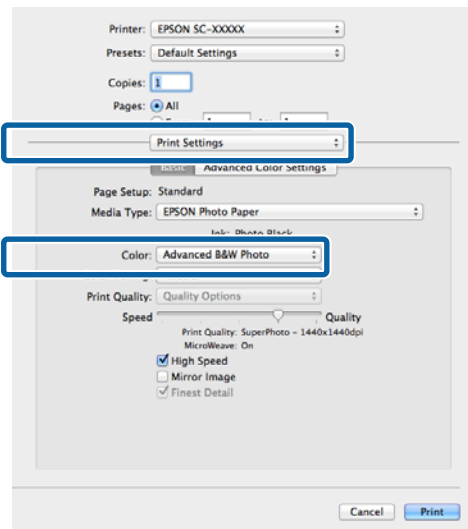 Printer: EPSON SC-XXXXX
Presets: Default Settings
Copies: 1
Pages: All
Print Settings
Basic Advanced Color Settings
Page Setup: Standard
Media Type: EPSON Photo Paper
Ink: Photo Black
Color: Advanced B&W Photo
Print Quality: Quality Options
Speed Quality
Print Quality: SuperPhoto - 1440x1440dpi
MicroWeave: On
High Speed
Mirror Image
Finest Detail
Cancel Print